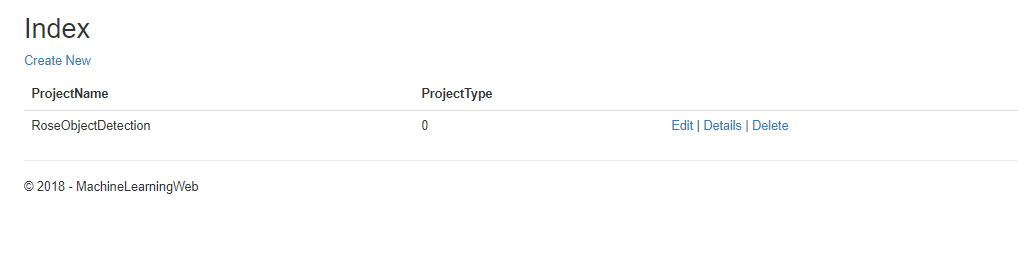 Index
Create New
ProjectName ProjectType
RoseObjectDetection 0 Edit | Details | Delete
© 2018 - MachineLearningWeb